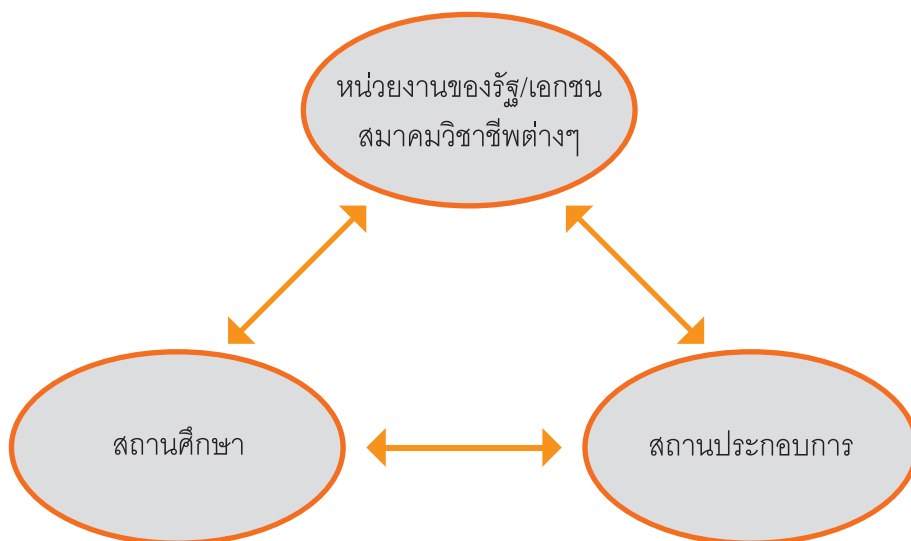 หน่วยงานของรัฐ/เอกชน
สมาคมวิชาชีพต่างๆ
สถานศึกษา
สถานประกอบการ